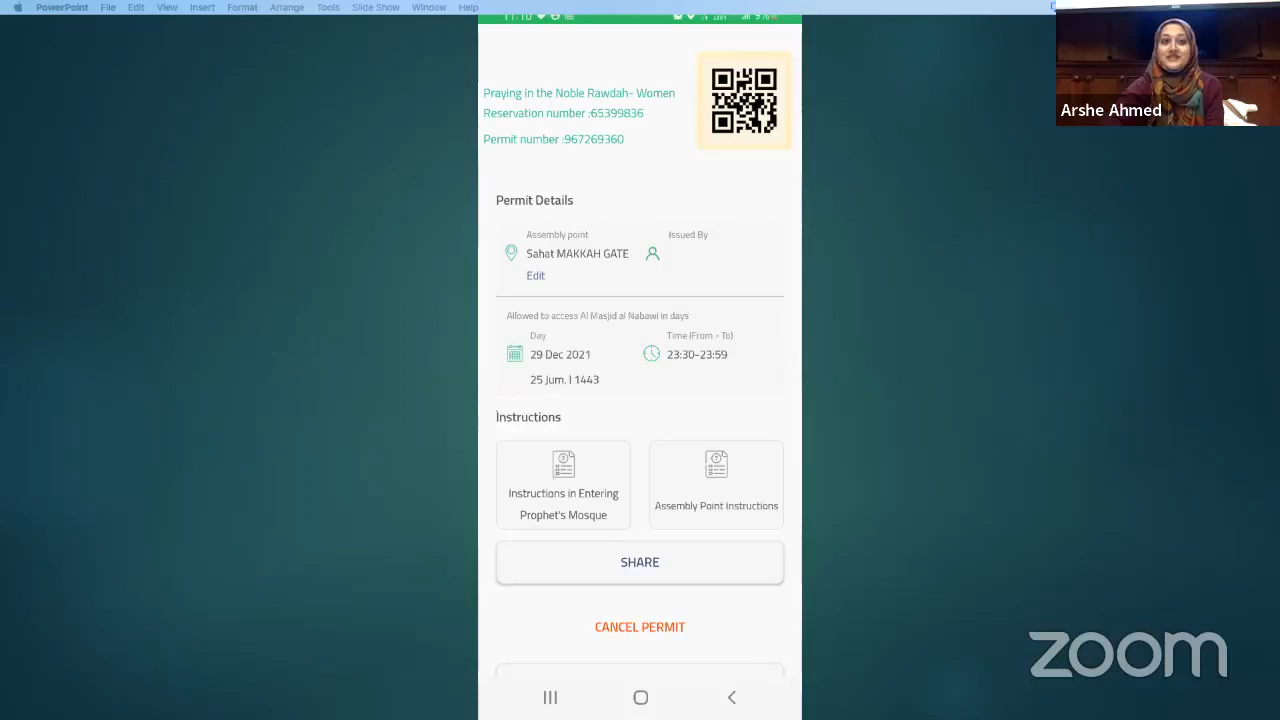 PowerPoint File Edit View Insert Format Arrange Tools Slide Show Window Help
11:10
9%
Praying in the Noble Rawdah- Women
Reservation number :65399836
Permit number :967269360
Arshe Ahmed
Permit Details
Assembly point
Sahat MAKKAH GATE
Edit
Issued By
Allowed to access Al Masjid al Nabawi in days
Day
29 Dec 2021
25 Jum. I 1443
Time (From - To)
23:30-23:59
Instructions
Instructions in Entering
Prophet's Mosque
Assembly Point Instructions
SHARE
CANCEL PERMIT
zoom